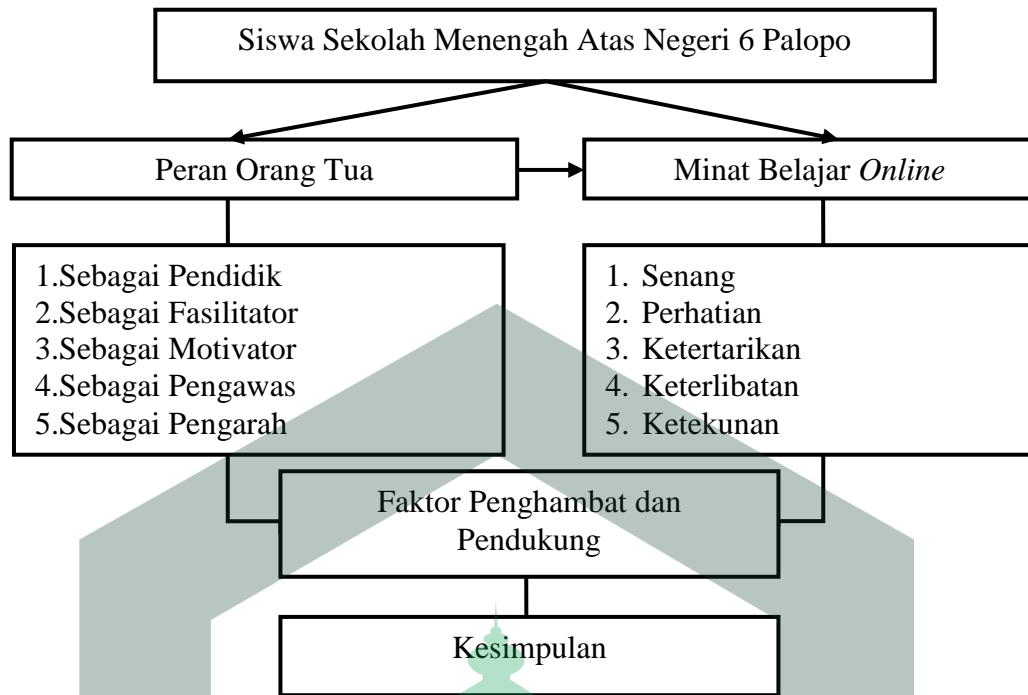 Siswa Sekolah Menengah Atas Negeri 6 Palopo
Peran Orang Tua
Minat Belajar Online
1.Sebagai Pendidik
2.Sebagai Fasilitator
3.Sebagai Motivator
4.Sebagai Pengawas
5.Sebagai Pengarah
1. Senang
2. Perhatian
3. Ketertarikan
4. Keterlibatan
5. Ketekunan
Faktor Penghambat dan
Pendukung
Kesimpulan